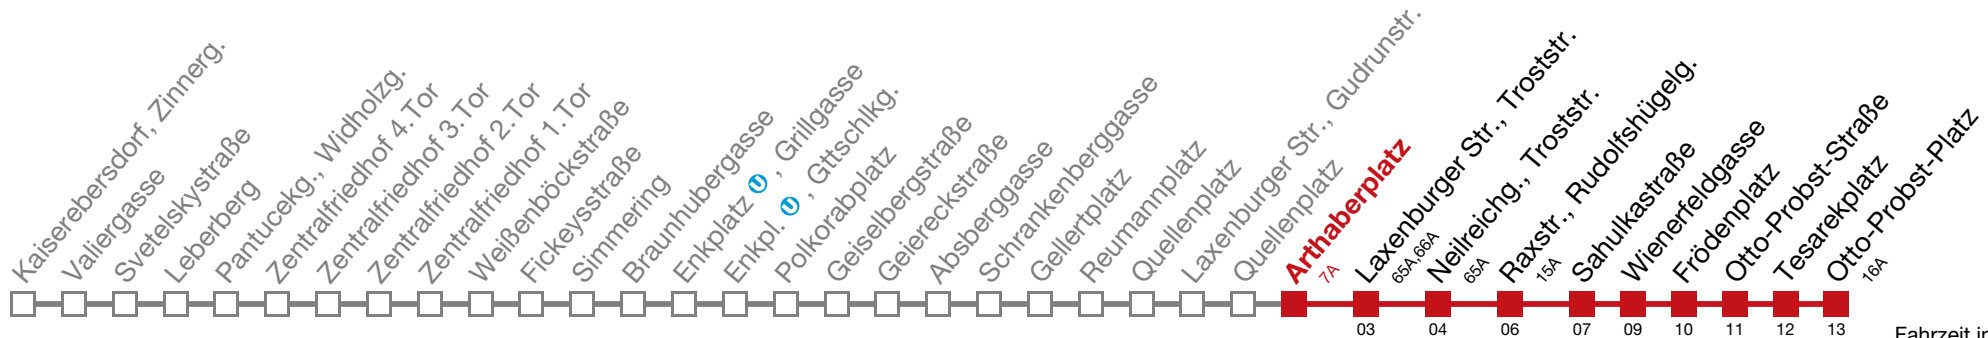 Kaiserebersdorf, Zinnerg.
Valiergasse
Svetelskystraße
Leberberg
Pantucekg., Widholzg.
Zentralfriedhof 4.Tor
Zentralfriedhof 3.Tor
Zentralfriedhof 2.Tor
Zentralfriedhof 1.Tor
Weißenböckstraße
Fickeysstraße
Simmering
Braunhubergasse
Enkplatz U, Grillgasse
Enkpl. U, Gttschlkg.
Polkorabplatz
Geiselbergstraße
Geiereckstraße
Absberggasse
Schrankenberggasse
Gellertplatz
Reumannplatz
Quellenplatz
Laxenburger Str., Gudrunstr.
Quellenplatz
Arthaberplatz
7A
Laxenburger Str., Troststr.
65A,66A
03
Neilreichg., Troststr.
65A
04
Raxstr., Rudolfshügelg.
15A
06
Sahulkastraße
07
Wienerfeldgasse
09
Frödenplatz
10
Otto-Probst-Straße
11
Tesarekplatz
12
Otto-Probst-Platz
16A
13
Fahrzeit